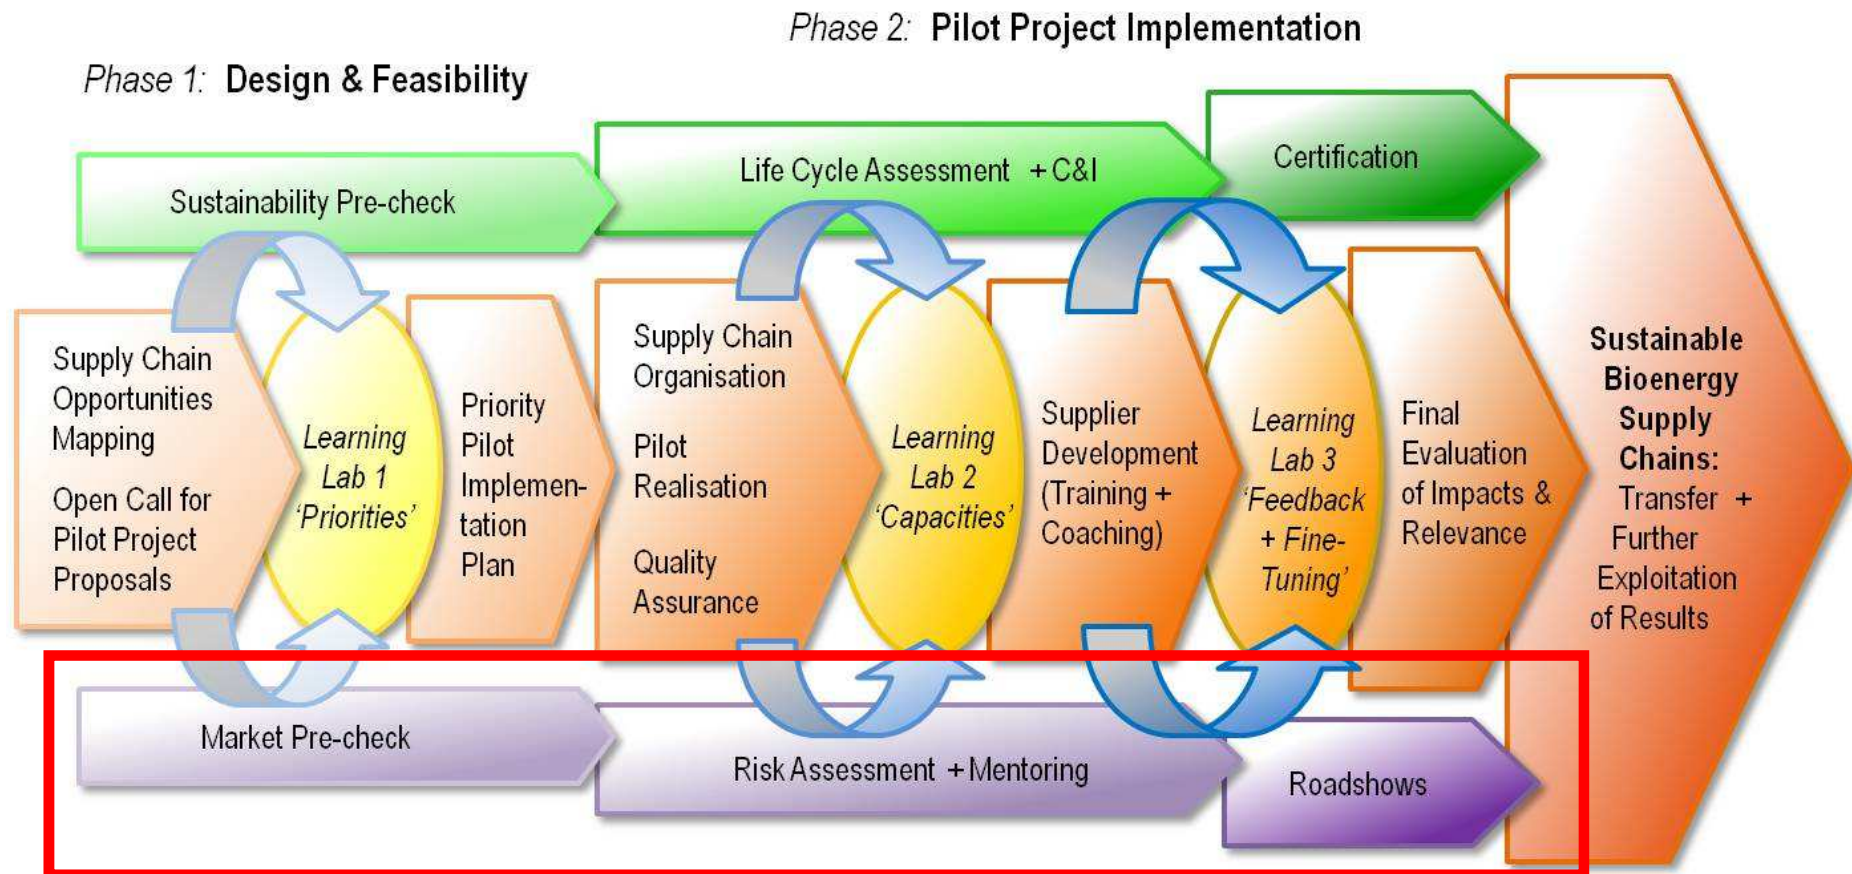 Phase 2: Pilot Project Implementation
Phase 1: Design & Feasibility
Sustainability Pre-check
Life Cycle Assessment + C&I
Certification
Supply Chain
Opportunities
Mapping
Open Call for
Pilot Project
Proposals
Learning
Lab 1
'Priorities'
Priority
Pilot
Implemen-
tation
Plan
Supply Chain
Organisation
Pilot
Realisation
Quality
Assurance
Learning
Lab 2
'Capacities'
Supplier
Development
(Training +
Coaching)
Learning
Lab 3
'Feedback
+ Fine-
Tuning'
Final
Evaluation
of Impacts &
Relevance
Sustainable
Bioenergy
Supply
Chains:
Transfer +
Further
Exploitation
of Results
Market Pre-check
Risk Assessment + Mentoring
Roadshows